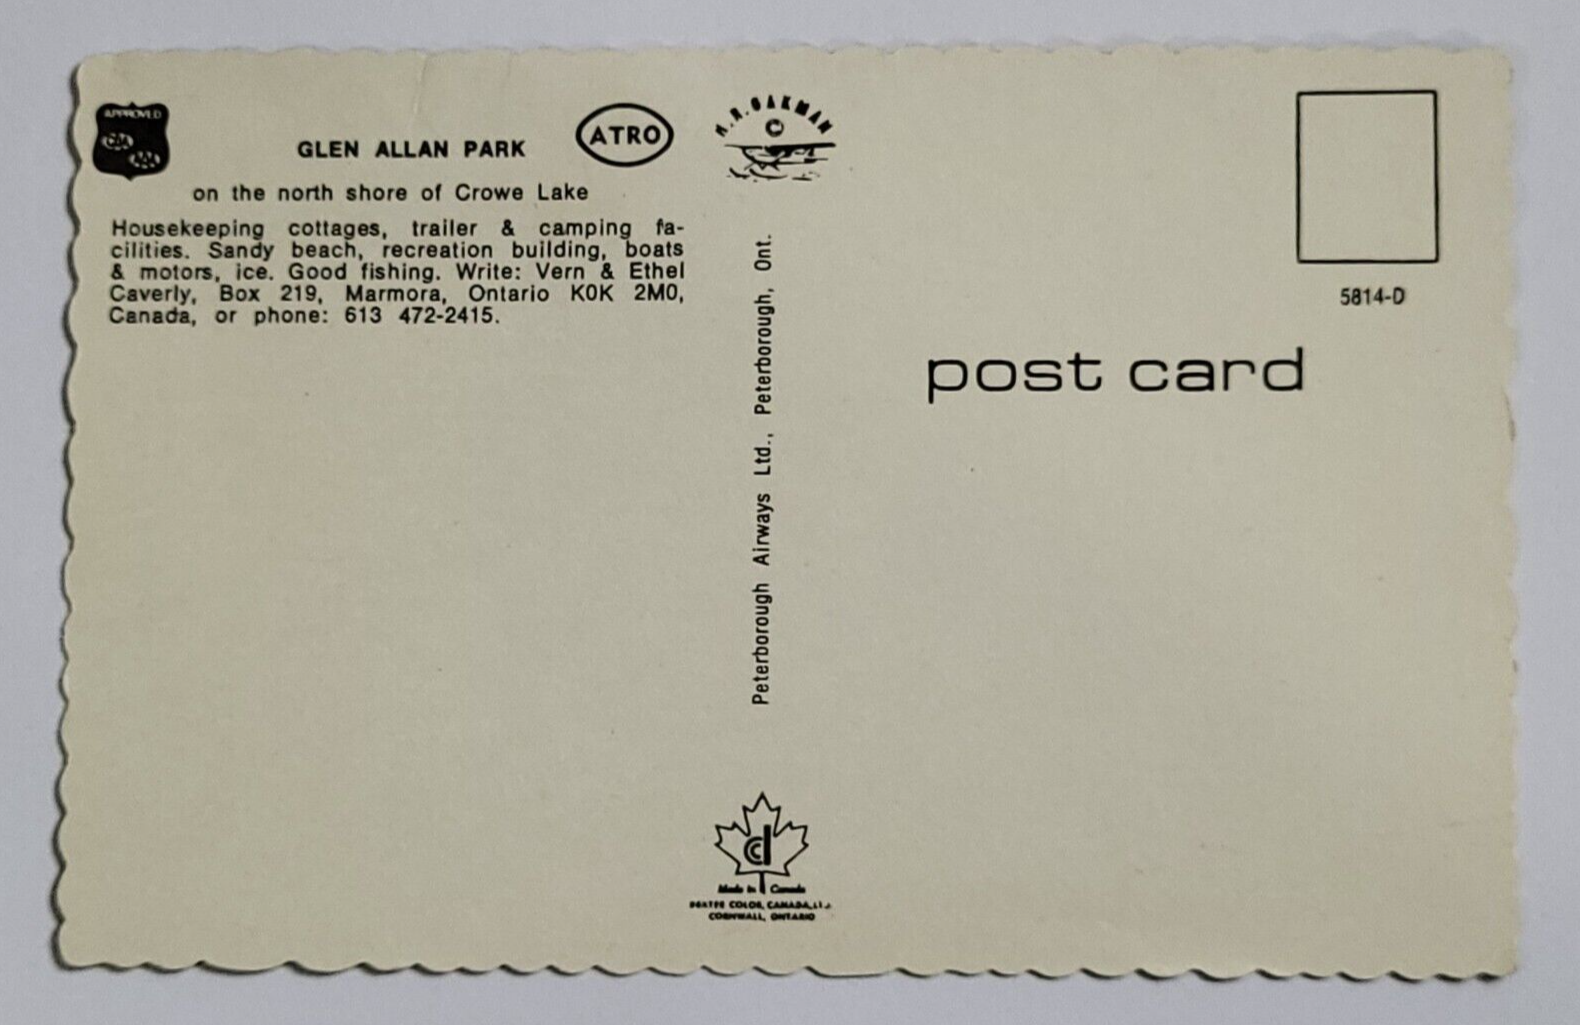 APPROVED
CAA
AAA
GLEN ALLAN PARK
ATRO
on the north shore of Crowe Lake
Housekeeping cottages, trailer & camping fa-
cilities. Sandy beach, recreation building, boats
& motors, ice. Good fishing. Write: Vern & Ethel
Caverly, Box 219, Marmora, Ontario K0K 2M0,
Canada, or phone: 613 472-2415.
OAKMAN
©
Peterborough Airways Ltd., Peterborough, Ont.
cd
Made in Canada
COLOR, CANADA,
CORNWALL, ONTARIO
5814-D
post card